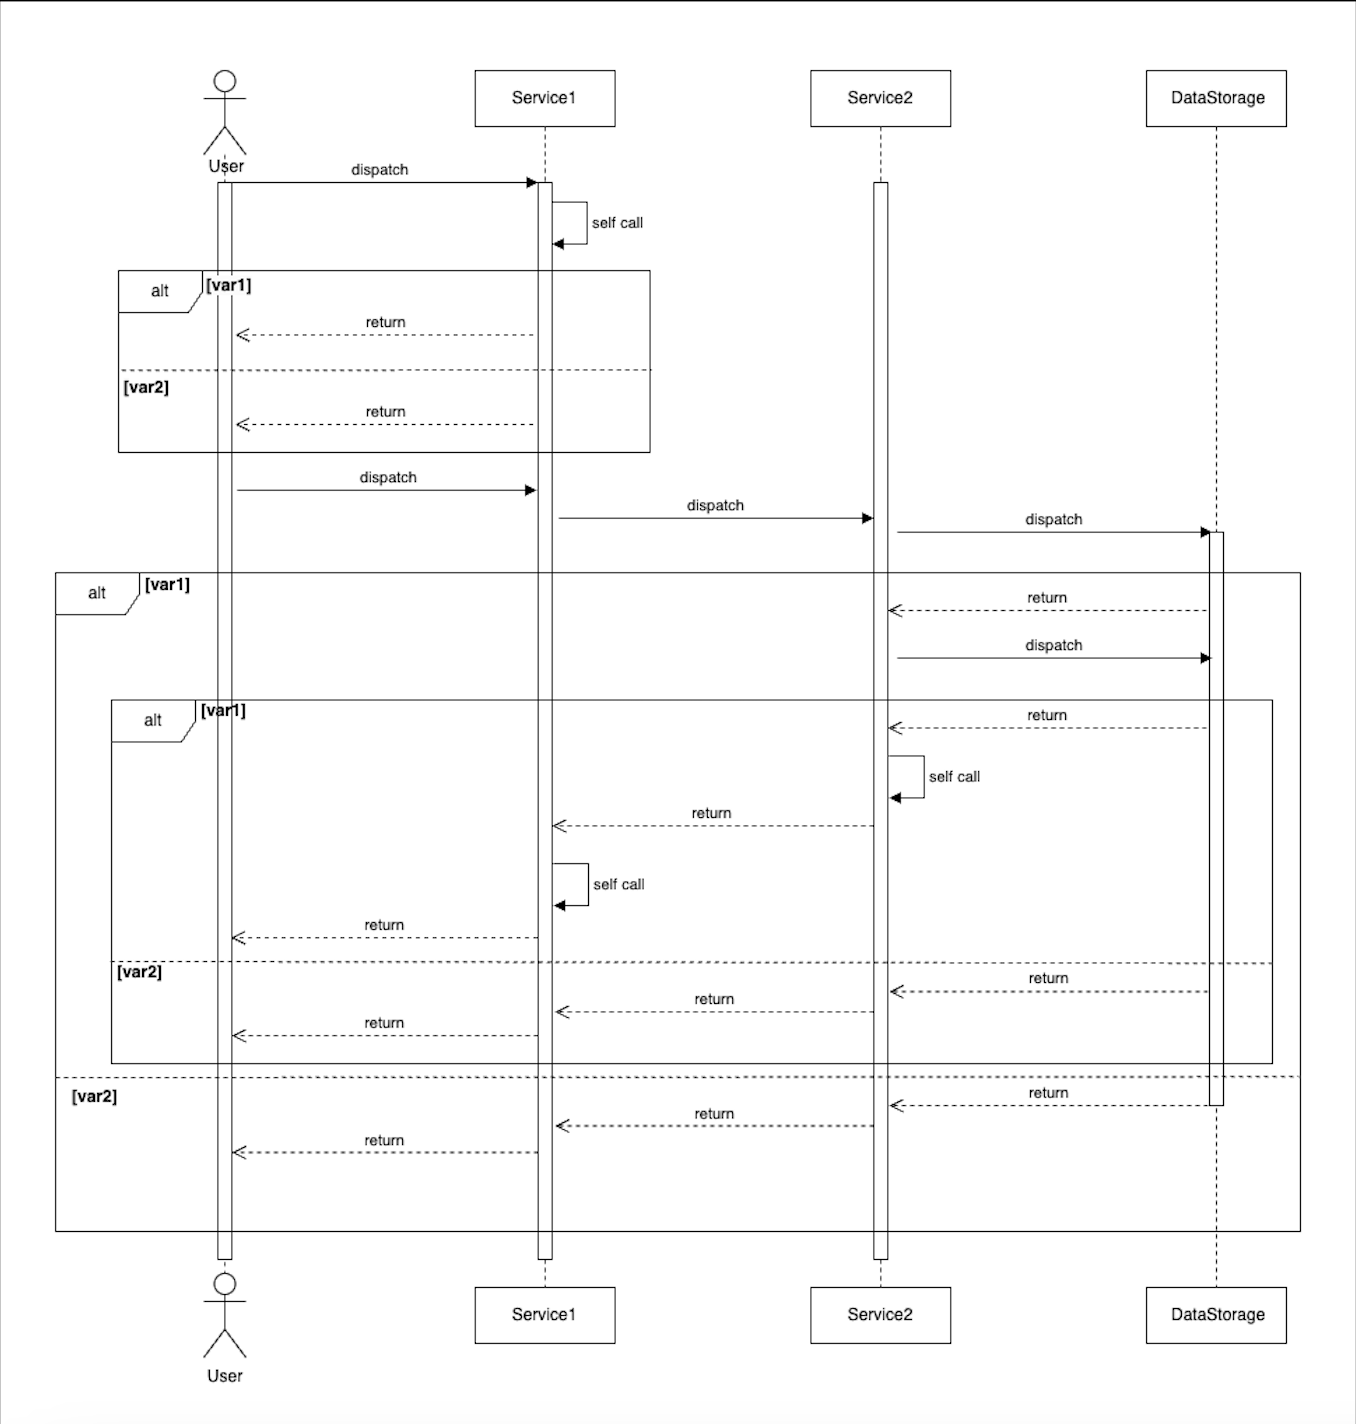 Service1
Service2
DataStorage
User
dispatch
self call
alt
[var1]
return
[var2]
return
dispatch
dispatch
dispatch
alt
[var1]
return
dispatch
alt
[var1]
return
self call
return
self call
return
[var2]
return
return
return
[var2]
return
return
return
Service1
Service2
DataStorage
User